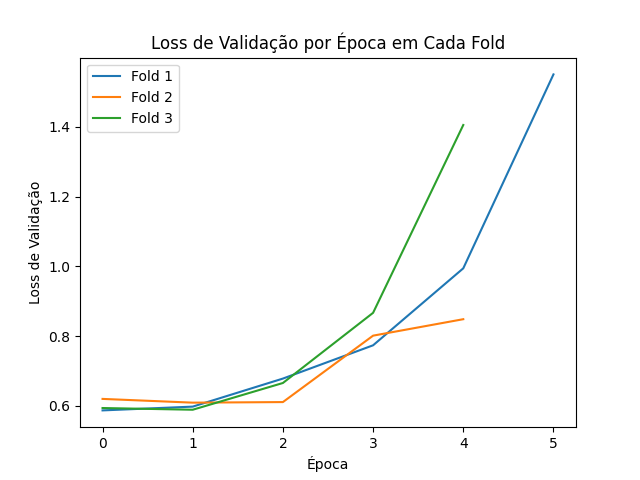 Loss de Validação por Época em Cada Fold
Fold 1
Fold 2
Fold 3
Loss de Validação
1.4
1.2
1.0
0.8
0.6
0 1 2 3 4 5
Época